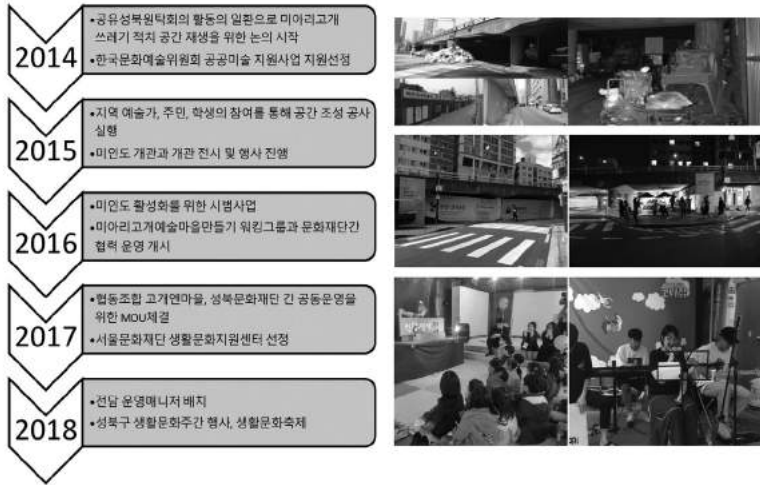 2014
•공유성북원탁회의 활동의 일환으로 미아리고개
쓰레기 적치 공간 재생을 위한 논의 시작
•한국문화예술위원회 공공미술 지원사업 지원선정
2015
•지역 예술가, 주민, 학생의 참여를 통해 공간 조성 공사
실행
•미인도 개관과 개관 전시 및 행사 진행
2016
•미인도 활성화를 위한 시범사업
•미아리고개예술마을만들기 워킹그룹과 문화재단간
협력 운영 개시
2017
•협동조합 고개엔마을, 성북문화재단 간 공동운영을
위한 MOU체결
•서울문화재단 생활문화지원센터 선정
2018
•전담 운영매니저 배치
•성북구 생활문화주간 행사, 생활문화축제